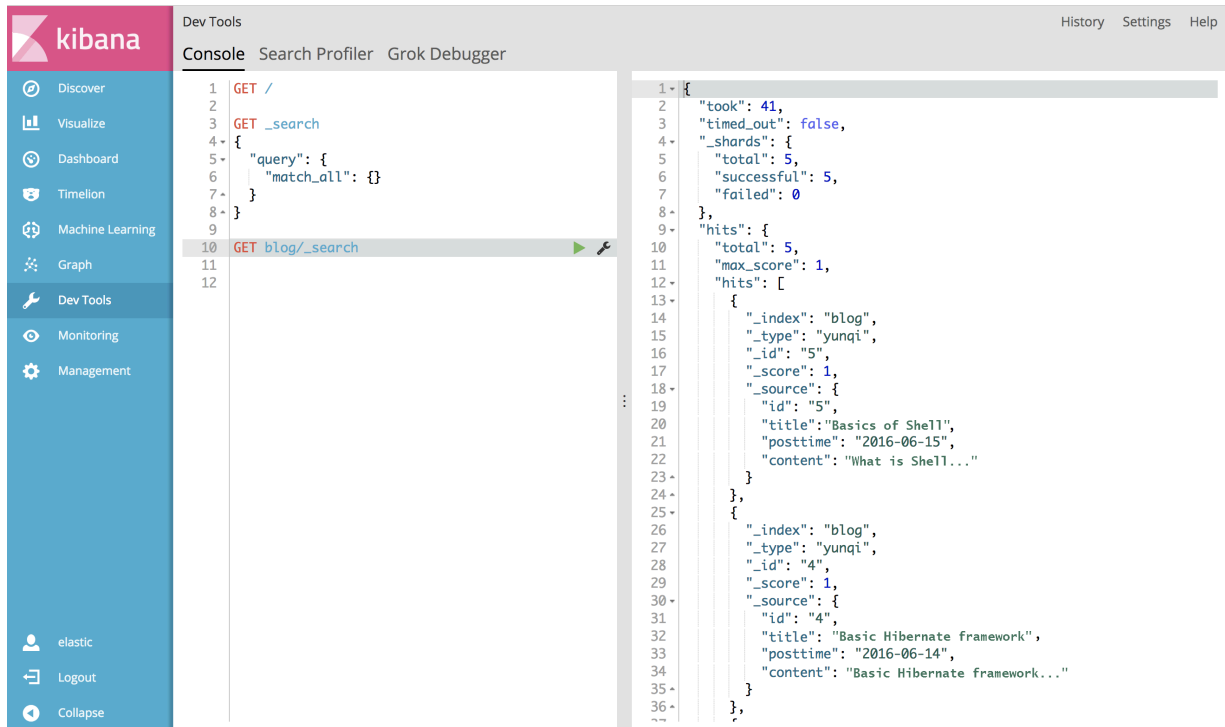 kibana
Discover
Visualize
Dashboard
Timelion
Machine Learning
Graph
Dev Tools
Monitoring
Management
elastic
Logout
Collapse
Dev Tools
History Settings Help
Console Search Profiler Grok Debugger
1 GET /
2
3 GET _search
4 {
5 "query": {
6 "match_all": {}
7 }
8 }
9
10 GET blog/_search
11
12
1 {
2 "took": 41,
3 "timed_out": false,
4 "_shards": {
5 "total": 5,
6 "successful": 5,
7 "failed": 0
8 },
9 "hits": {
10 "total": 5,
11 "max_score": 1,
12 "hits": [
13 {
14 "_index": "blog",
15 "_type": "yunqi",
16 "_id": "5",
17 "_score": 1,
18 "_source": {
19 "id": "5",
20 "title":"Basics of Shell",
21 "posttime": "2016-06-15",
22 "content": "What is Shell..."
23 }
24 },
25 {
26 "_index": "blog",
27 "_type": "yunqi",
28 "_id": "4",
29 "_score": 1,
30 "_source": {
31 "id": "4",
32 "title": "Basic Hibernate framework",
33 "posttime": "2016-06-14",
34 "content": "Basic Hibernate framework..."
35 }
36 },